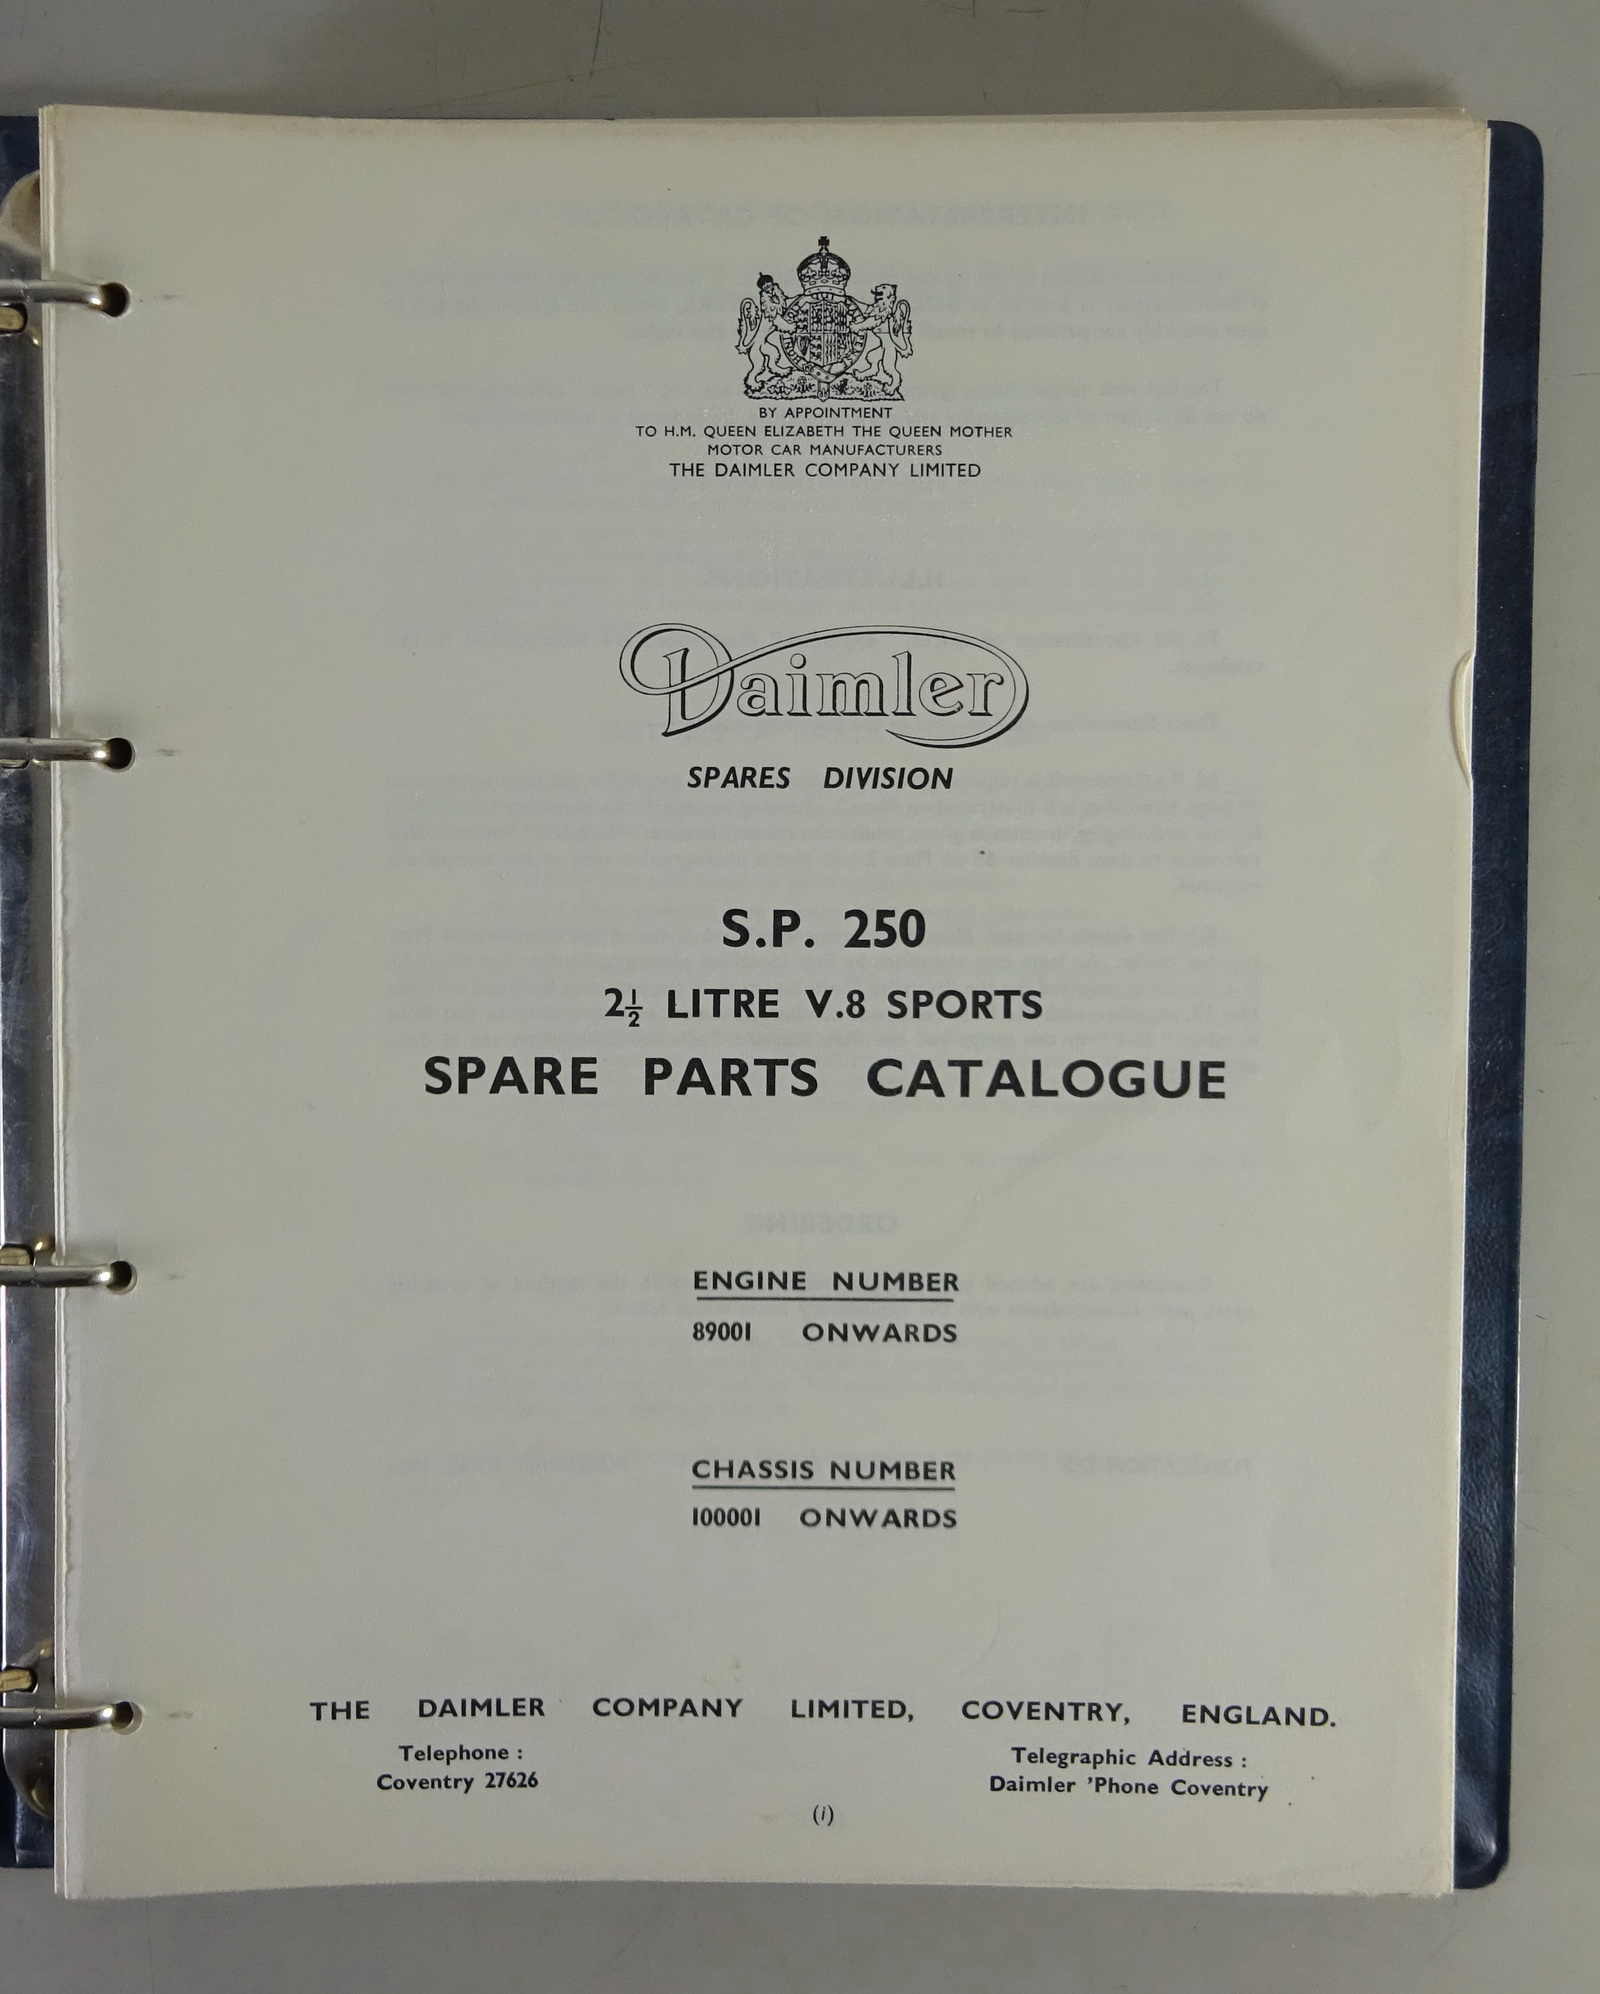 BY APPOINTMENT
TO H.M. QUEEN ELIZABETH THE QUEEN MOTHER
MOTOR CAR MANUFACTURERS
THE DAIMLER COMPANY LIMITED
Daimler
SPARES DIVISION
S.P. 250
2½ LITRE V.8 SPORTS
SPARE PARTS CATALOGUE
ENGINE NUMBER
89001 ONWARDS
CHASSIS NUMBER
100001 ONWARDS
THE DAIMLER COMPANY LIMITED, COVENTRY, ENGLAND.
Telephone :
Coventry 27626
Telegraphic Address :
Daimler 'Phone Coventry
(i)